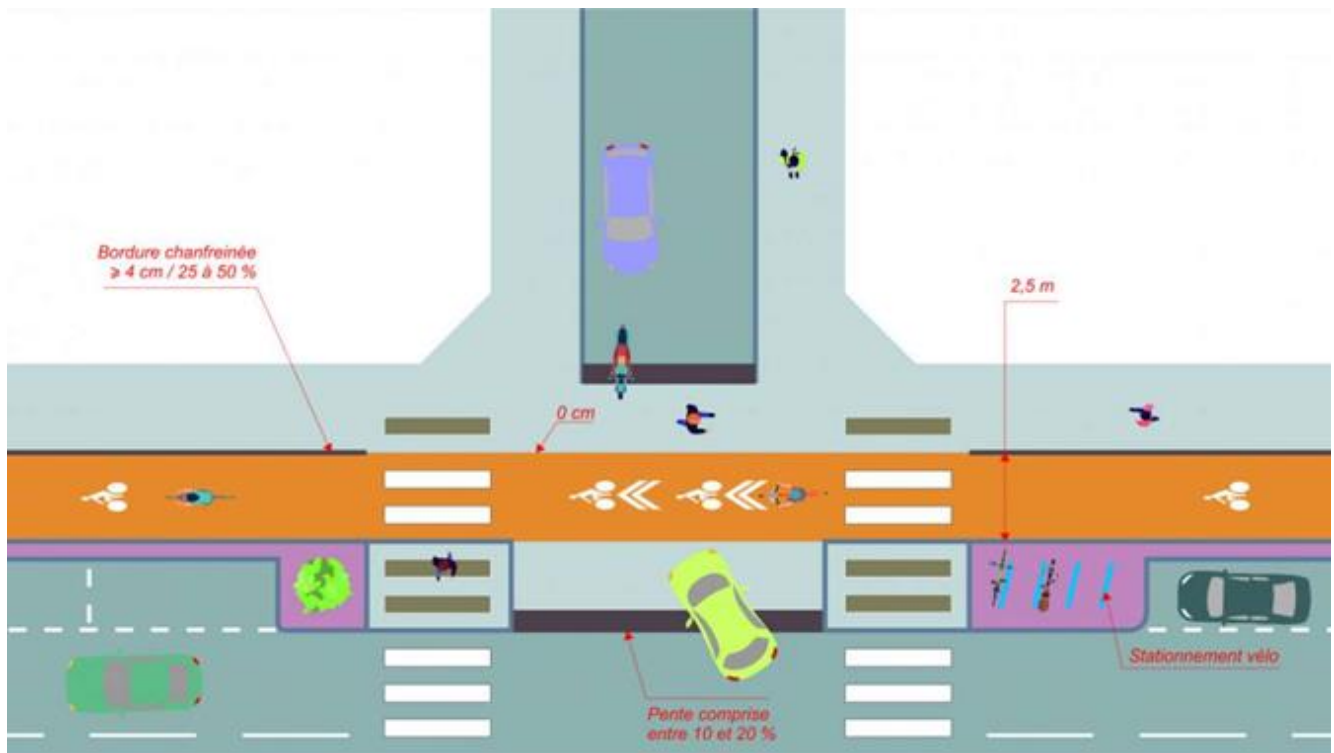 Bordure chanfreinée
⩾ 4 cm / 25 à 50 %
2,5 m
0 cm
Stationnement vélo
Pente comprise
entre 10 et 20 %